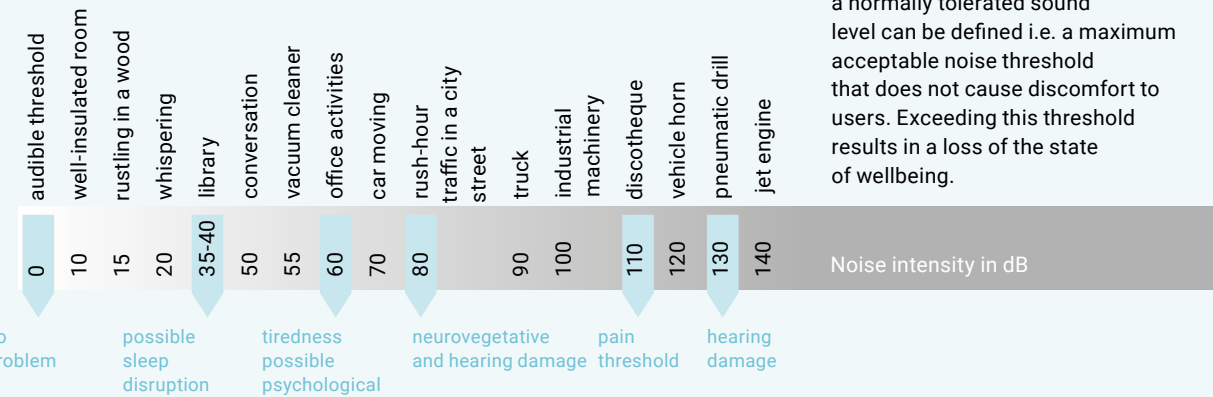 a normally tolerated sound
level can be defined i.e. a maximum
acceptable noise threshold
that does not cause discomfort to
users. Exceeding this threshold
results in a loss of the state
of wellbeing.
audible threshold
well-insulated room
rustling in a wood
whispering
library
conversation
vacuum cleaner
office activities
car moving
rush-hour
traffic in a city
street
truck
industrial
machinery
discotheque
vehicle horn
pneumatic drill
jet engine
0
10
15
20
35-40
50
55
60
70
80
90
100
110
120
130
140
Noise intensity in dB
possible
sleep
disruption
tiredness
possible
psychological
neurovegetative
and hearing damage
pain
threshold
hearing
damage